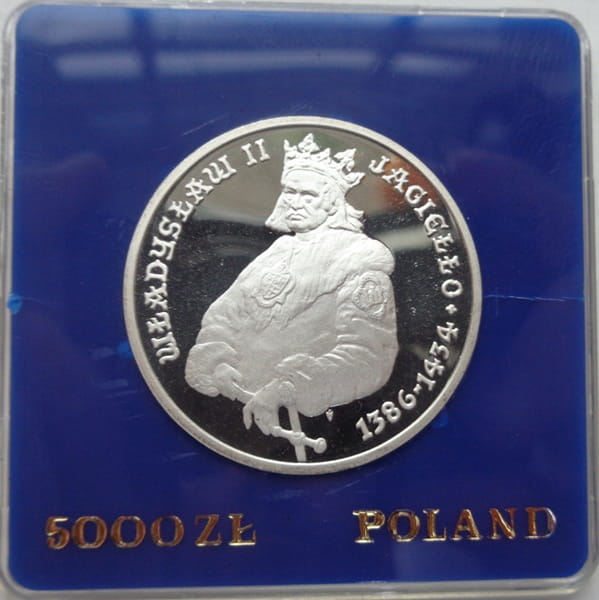 WŁADYSŁAW II JAGIEŁŁO • 1386-1434
5000 ZŁ POLAND